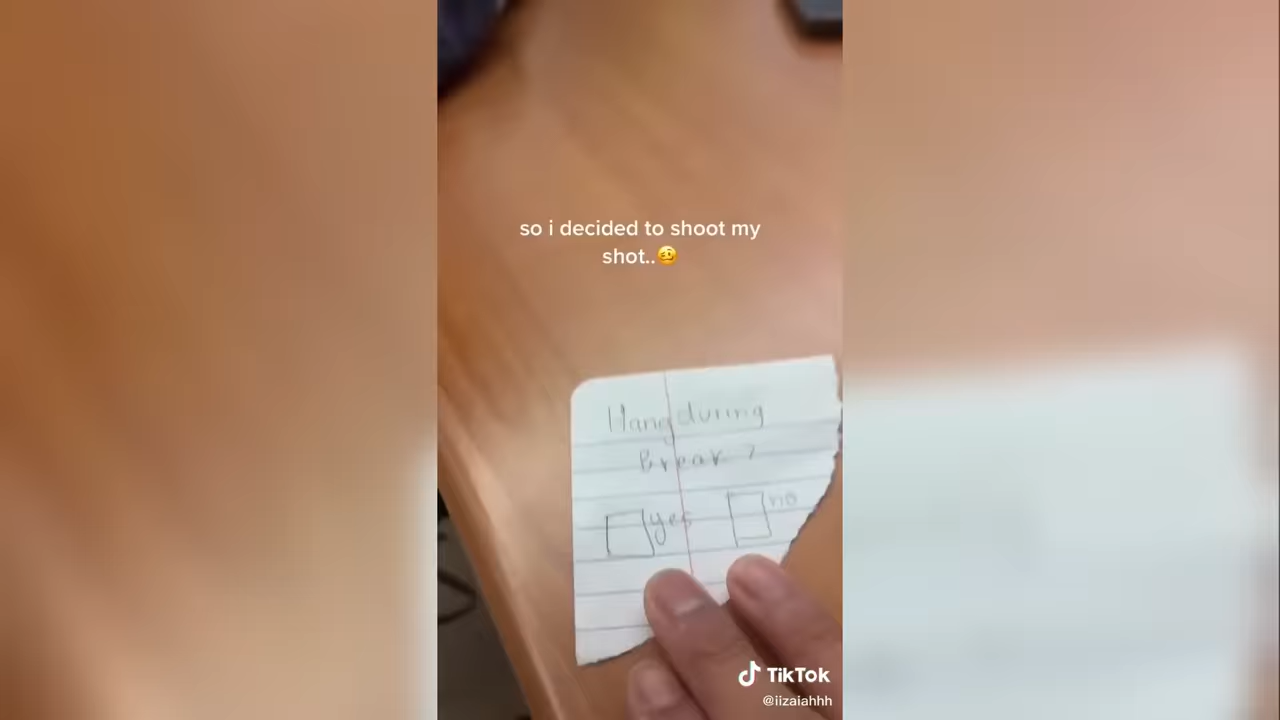 so i decided to shoot my
shot..🥴
Hang during
Break?
yes no
TikTok
@iizaiahhh